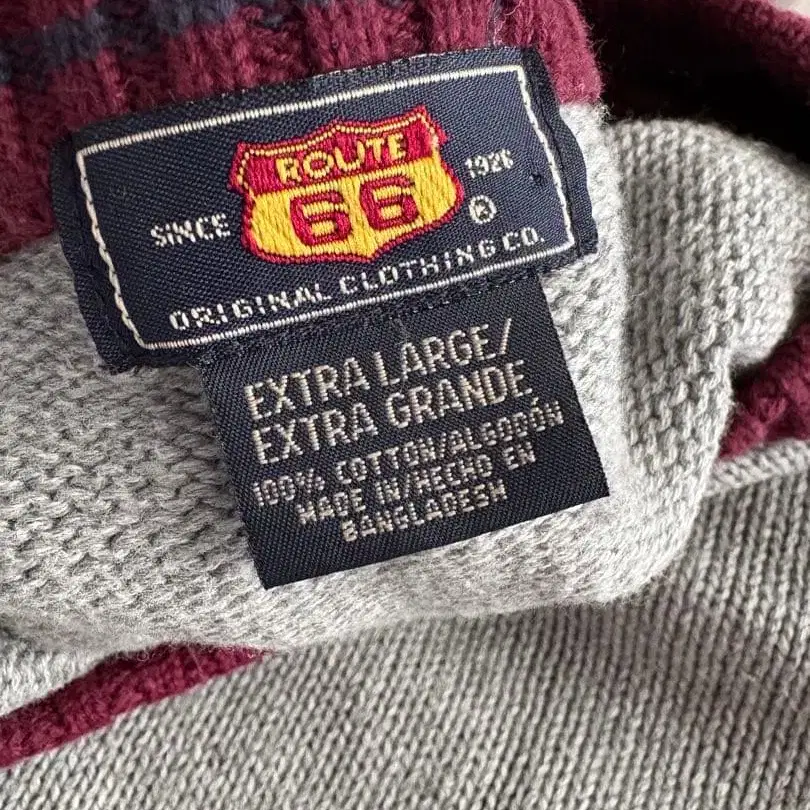 ROUTE
66
SINCE 1926
®
ORIGINAL CLOTHING CO.
EXTRA LARGE/
EXTRA GRANDE
100% COTTON/ALGODÓN
MADE IN/HECHO EN
BANGLADESH